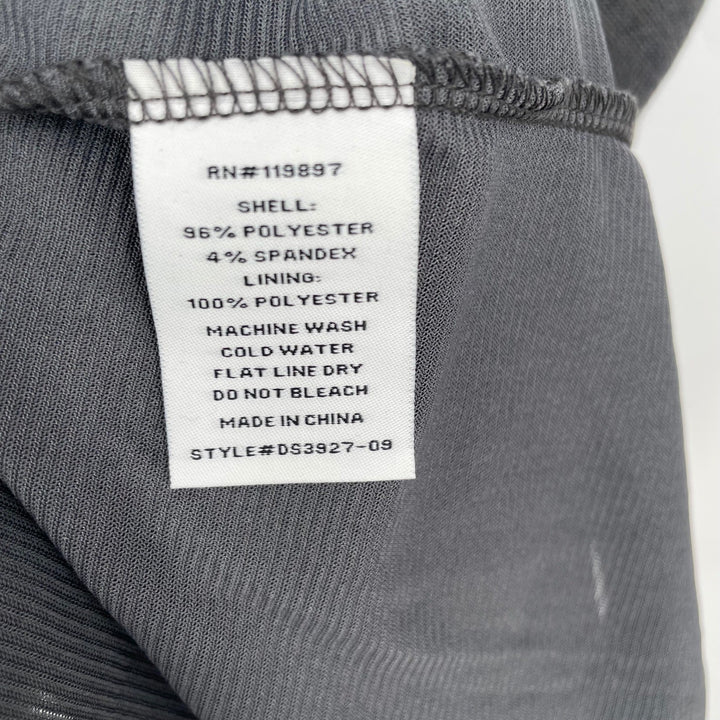 RN#119897
SHELL:
96% POLYESTER
4% SPANDEX
LINING:
100% POLYESTER
MACHINE WASH
COLD WATER
FLAT LINE DRY
DO NOT BLEACH
MADE IN CHINA
STYLE#DS3927-09